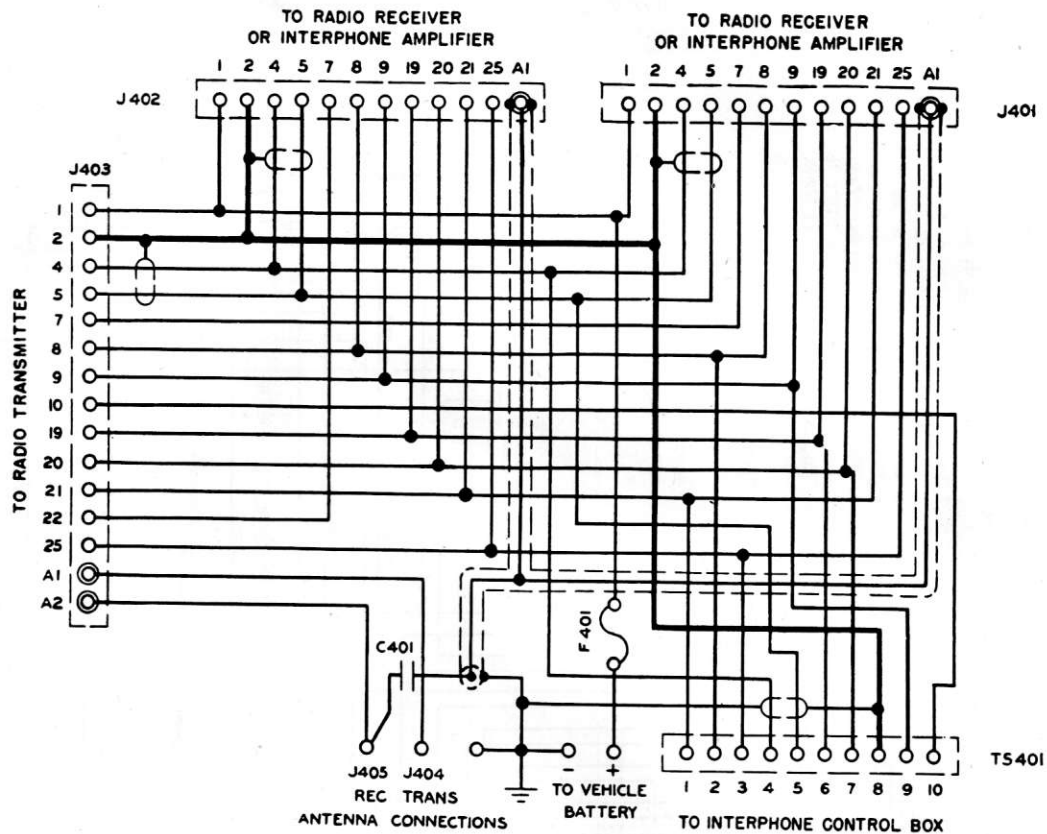 TO RADIO RECEIVER
OR INTERPHONE AMPLIFIER
TO RADIO RECEIVER
OR INTERPHONE AMPLIFIER
1 2 4 5 7 8 9 19 20 21 25 A1
1 2 4 5 7 8 9 19 20 21 25 A1
J402
J401
J403
TO RADIO TRANSMITTER
1
2
4
5
7
8
9
10
19
20
21
22
25
A1
A2
C401
F401
J405
J404
REC TRANS
ANTENNA CONNECTIONS
- +
TO VEHICLE
BATTERY
TS401
1 2 3 4 5 6 7 8 9 10
TO INTERPHONE CONTROL BOX